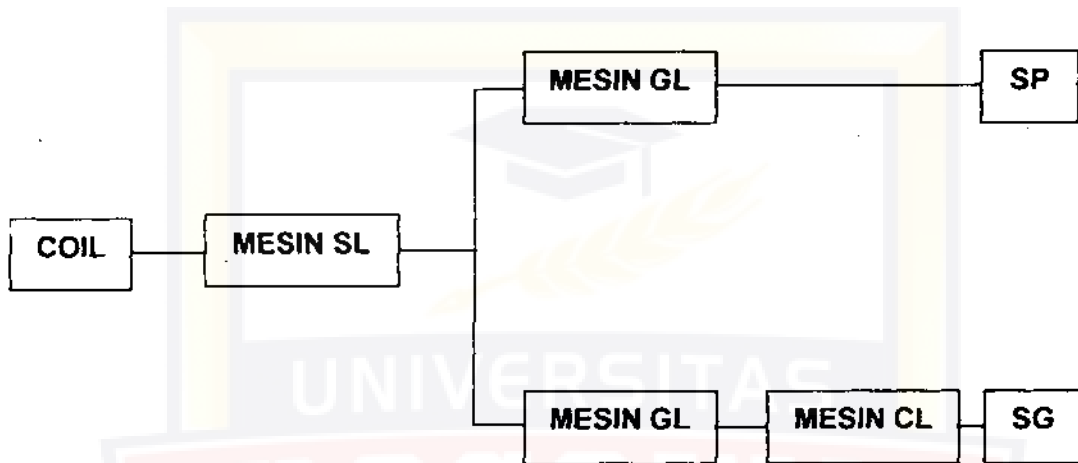 MESIN GL
SP
COIL
MESIN SL
UNIVERSITAS
MESIN GL
MESIN CL
SG